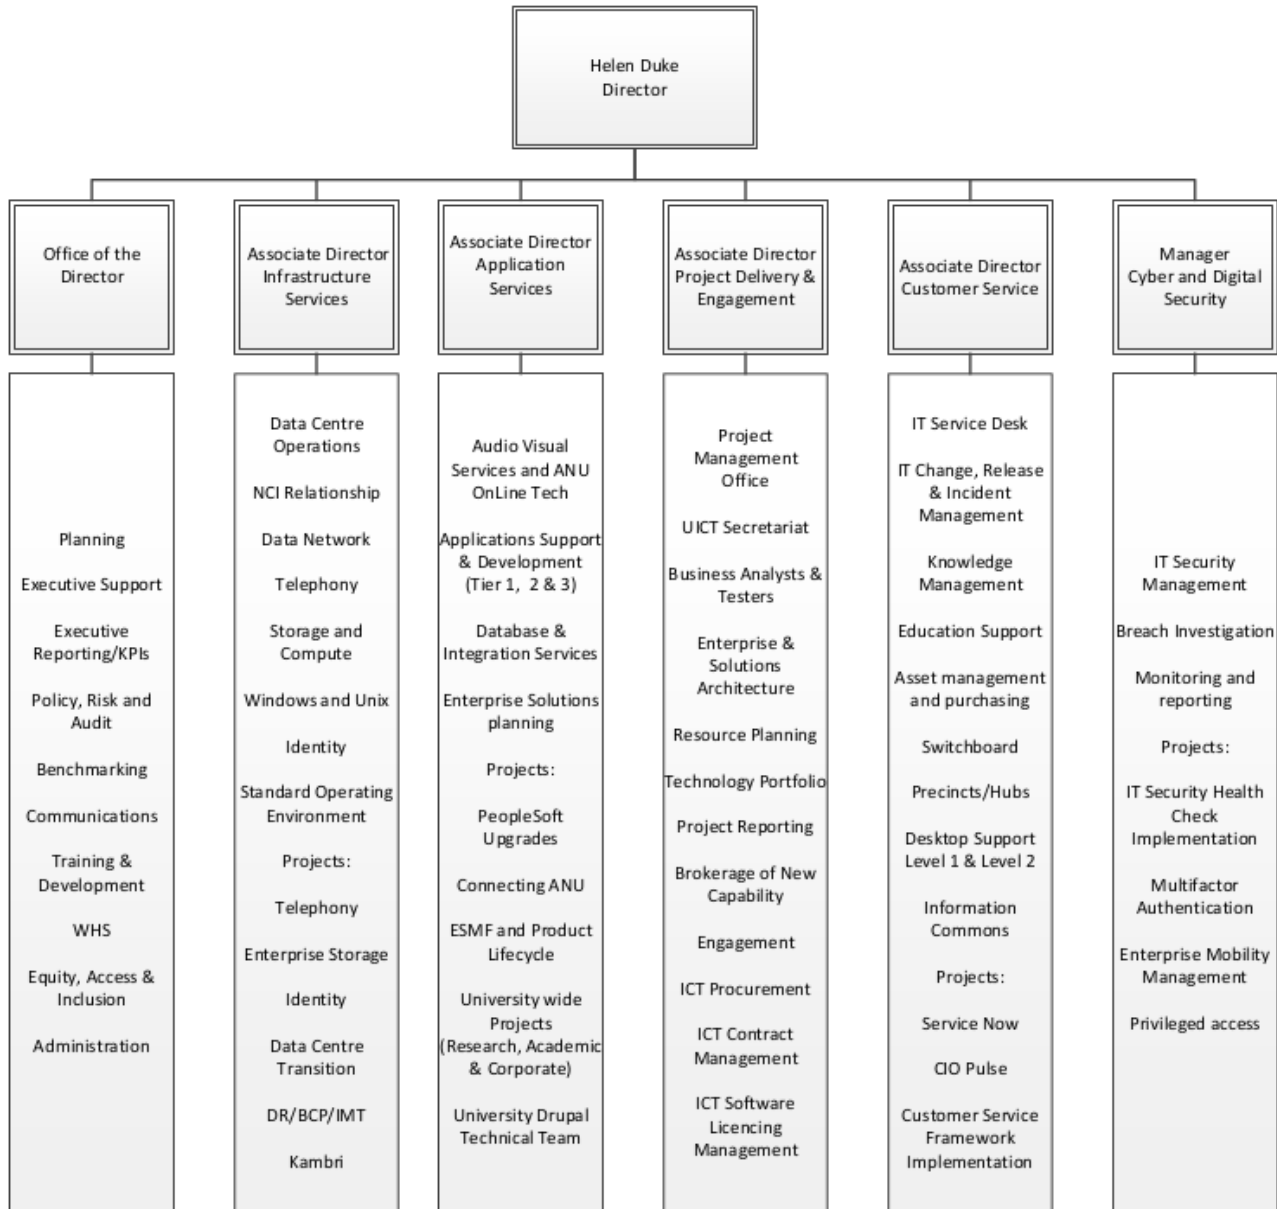 Helen Duke
Director
Office of the
Director
Associate Director
Infrastructure
Services
Associate Director
Application
Services
Associate Director
Project Delivery &
Engagement
Associate Director
Customer Service
Manager
Cyber and Digital
Security
Planning
Executive Support
Executive
Reporting/KPIs
Policy, Risk and
Audit
Benchmarking
Communications
Training &
Development
WHS
Equity, Access &
Inclusion
Administration
Data Centre
Operations
NCI Relationship
Data Network
Telephony
Storage and
Compute
Windows and Unix
Identity
Standard Operating
Environment
Projects:
Telephony
Enterprise Storage
Identity
Data Centre
Transition
DR/BCP/IMT
Kambri
Audio Visual
Services and ANU
OnLine Tech
Applications Support
& Development
(Tier 1, 2 & 3)
Database &
Integration Services
Enterprise Solutions
planning
Projects:
PeopleSoft
Upgrades
Connecting ANU
ESMF and Product
Lifecycle
University wide
Projects
(Research, Academic
& Corporate)
University Drupal
Technical Team
Project
Management
Office
UICT Secretariat
Business Analysts &
Testers
Enterprise &
Solutions
Architecture
Resource Planning
Technology Portfolio
Project Reporting
Brokerage of New
Capability
Engagement
ICT Procurement
ICT Contract
Management
ICT Software
Licencing
Management
IT Service Desk
IT Change, Release
& Incident
Management
Knowledge
Management
Education Support
Asset management
and purchasing
Switchboard
Precincts/Hubs
Desktop Support
Level 1 & Level 2
Information
Commons
Projects:
Service Now
CIO Pulse
Customer Service
Framework
Implementation
IT Security
Management
Breach Investigation
Monitoring and
reporting
Projects:
IT Security Health
Check
Implementation
Multifactor
Authentication
Enterprise Mobility
Management
Privileged access